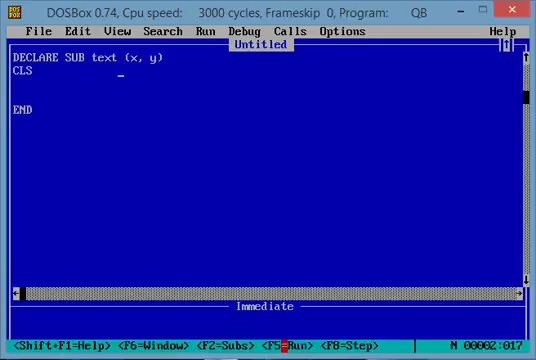 DOS BOX DOSBox 0.74, Cpu speed: 3000 cycles, Frameskip 0, Program: QB
File Edit View Search Run Debug Calls Options Help
Untitled
DECLARE SUB text (x, y)
CLS
END
Immediate
<Shift+F1=Help> <F6=Window> <F2=Subs> <F5=Run> <F8=Step> N 00002:017